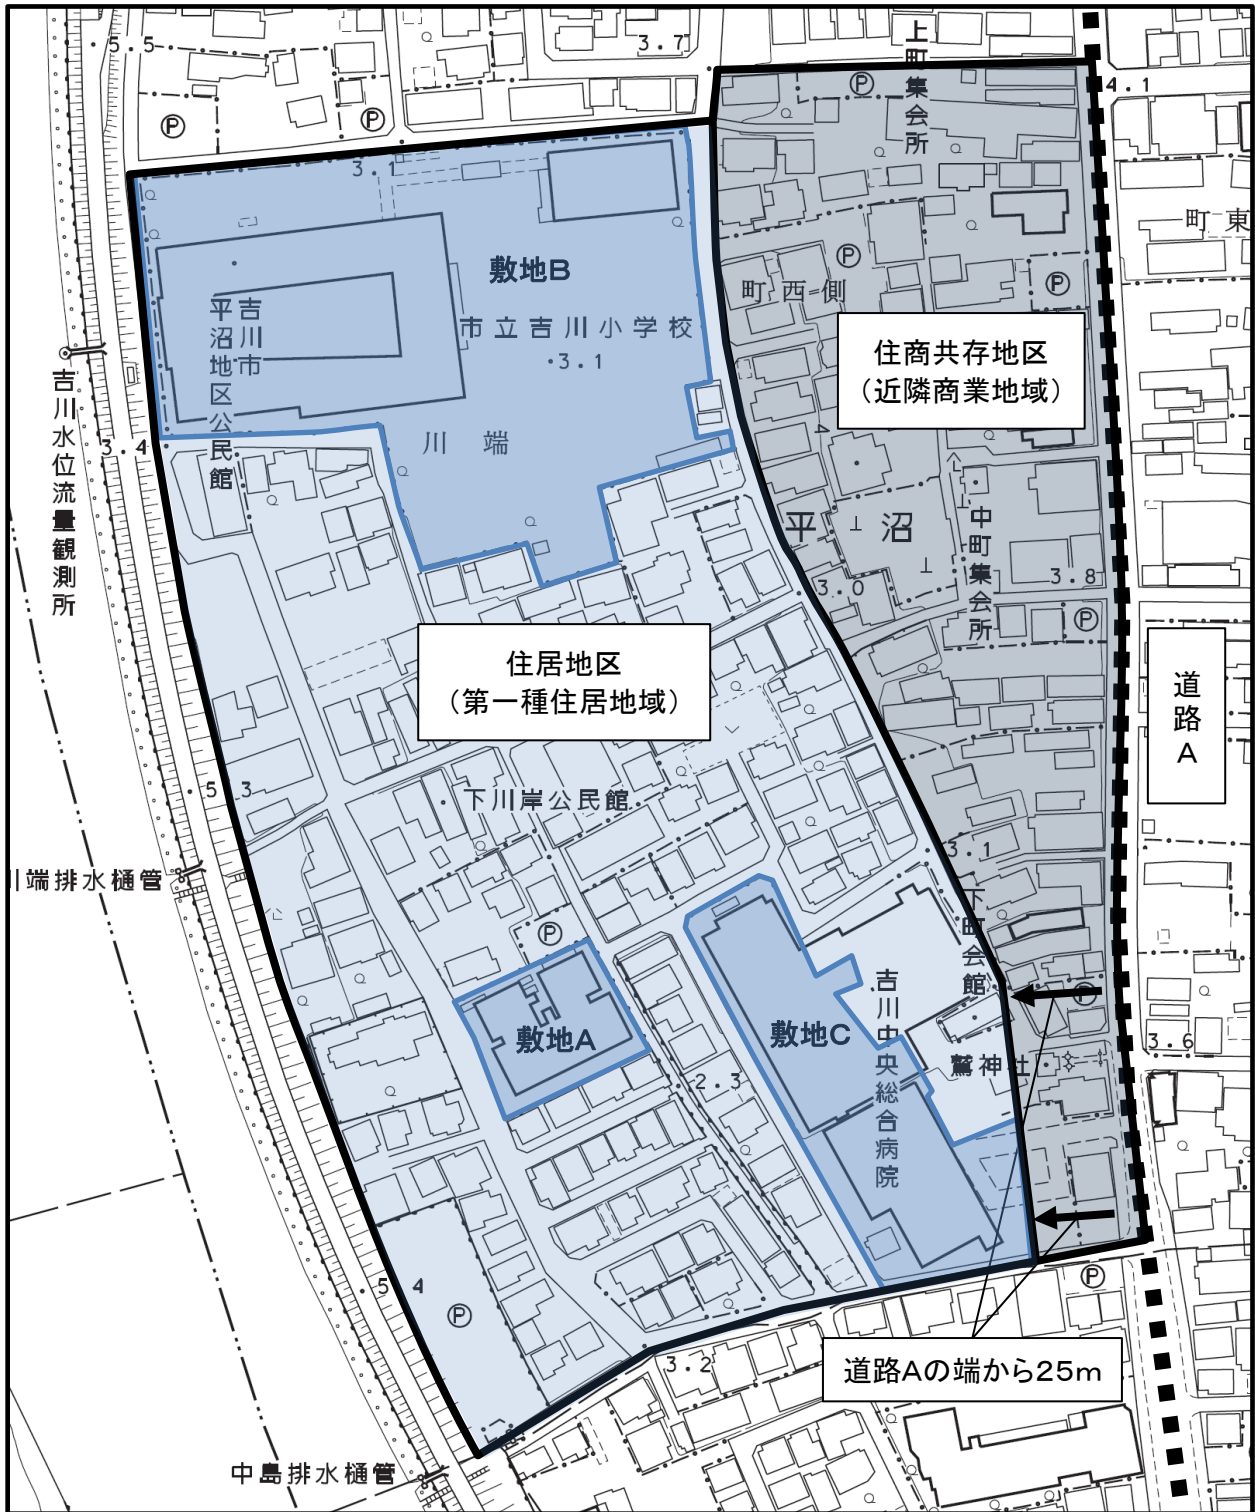 5.5
3.7
上町集会所
4.1
3.1
町東
敷地B
町西側
吉川市
平沼地区公民館
市立吉川小学校
3.1
住商共存地区
（近隣商業地域）
吉川水位流量観測所
3.4
川端
平沼
中町集会所
3.8
3.0
住居地区
（第一種住居地域）
道路A
5.3
下川岸公民館
3.1
川端排水樋管
下町会館
吉川中央総合病院
敷地A
敷地C
鷲神社
3.6
2.3
5.4
3.2
道路Aの端から25m
中島排水樋管
P
P
P
P
P
P
P
P
P
P